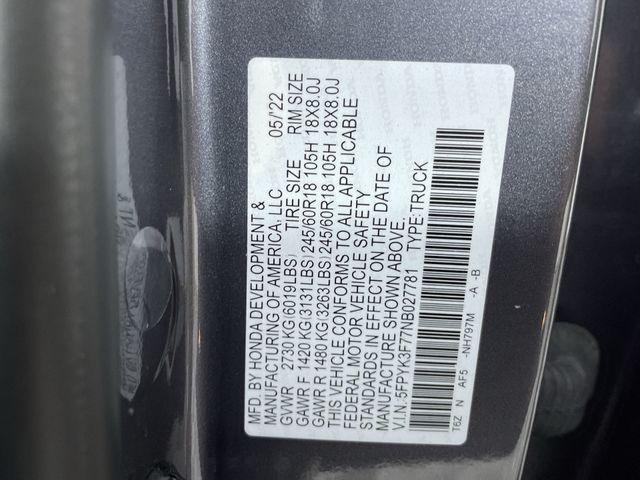 MFD. BY HONDA DEVELOPMENT &
MANUFACTURING OF AMERICA, LLC 05/'22
GVWR 2730 KG(6019LBS) TIRE SIZE RIM SIZE
GAWR F 1420 KG(3131LBS) 245/60R18 105H 18X8.0J
GAWR R 1480 KG(3263LBS) 245/60R18 105H 18X8.0J
THIS VEHICLE CONFORMS TO ALL APPLICABLE
FEDERAL MOTOR VEHICLE SAFETY
STANDARDS IN EFFECT ON THE DATE OF
MANUFACTURE SHOWN ABOVE.
V.I.N.:5FPYK3F77NB027781 TYPE: TRUCK
T6Z N AF5 -NH797M -A -B